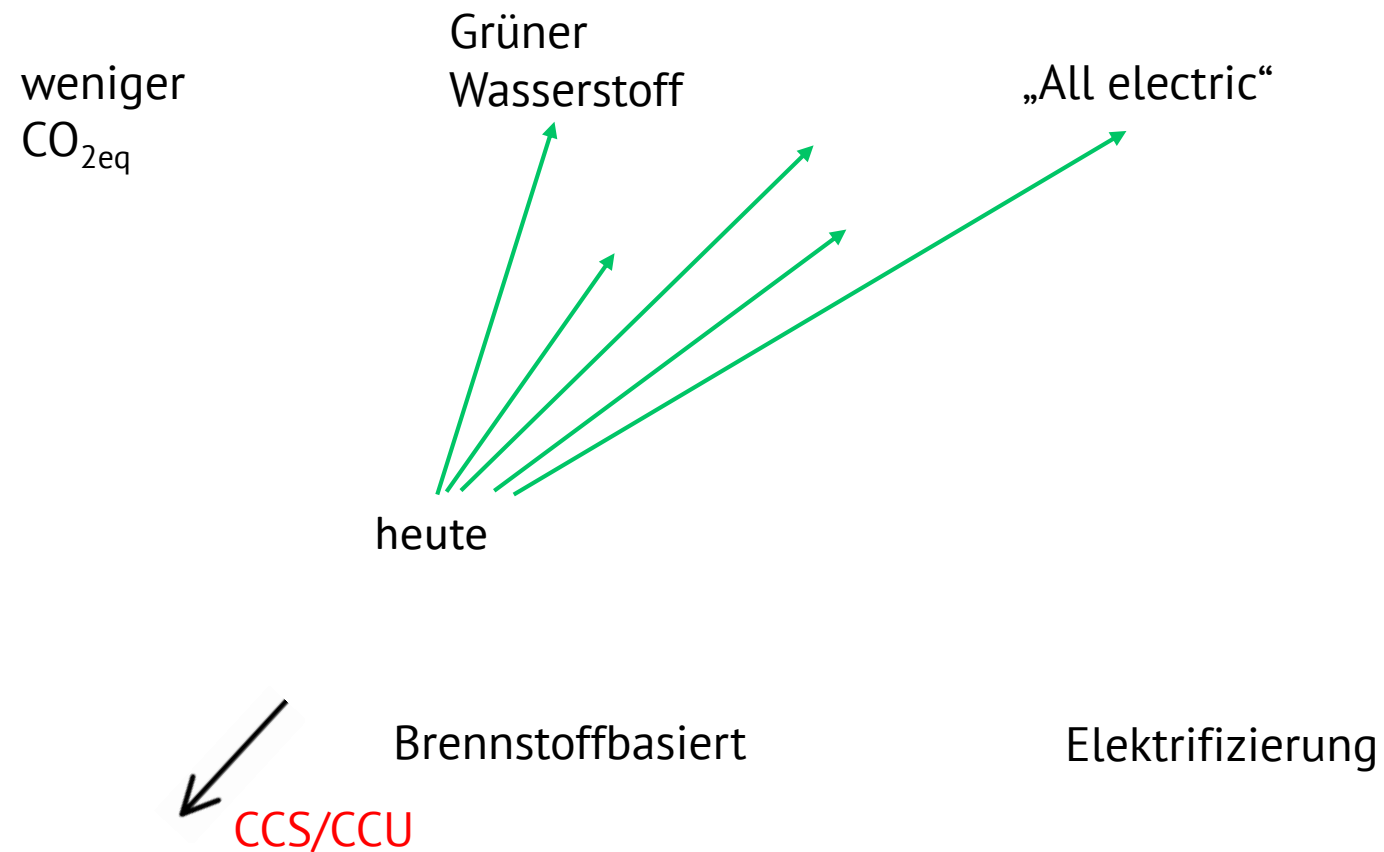 weniger
CO2eq
Grüner
Wasserstoff
„All electric“
heute
Brennstoffbasiert
Elektrifizierung
CCS/CCU